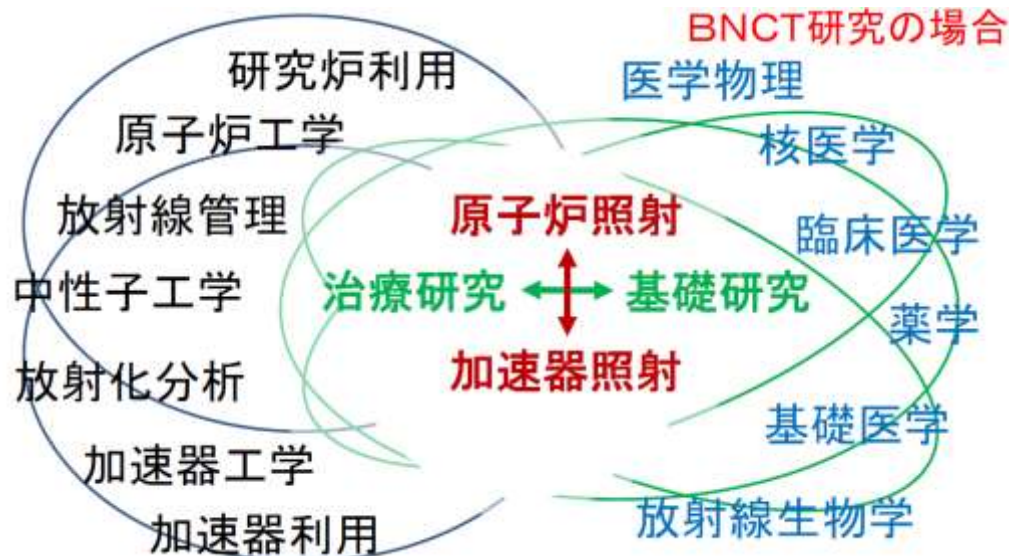 BNCT研究の場合
研究炉利用
原子炉工学
放射線管理
中性子工学
放射化分析
加速器工学
加速器利用
原子炉照射
治療研究
基礎研究
加速器照射
医学物理
核医学
臨床医学
薬学
基礎医学
放射線生物学